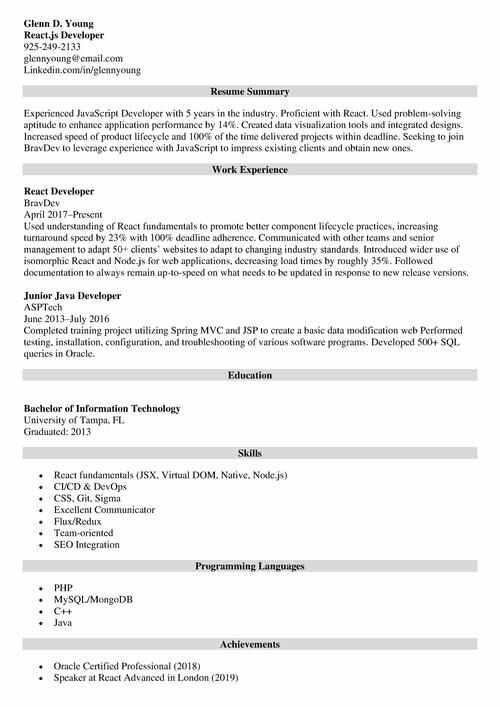 Glenn D. Young
React.js Developer
925-249-2133
glennyoung@email.com
Linkedin.com/in/glennyoung
Resume Summary
Experienced JavaScript Developer with 5 years in the industry. Proficient with React. Used problem-solving
aptitude to enhance application performance by 14%. Created data visualization tools and integrated designs.
Increased speed of product lifecycle and 100% of the time delivered projects within deadline. Seeking to join
BravDev to leverage experience with JavaScript to impress existing clients and obtain new ones.
Work Experience
React Developer
BravDev
April 2017–Present
Used understanding of React fundamentals to promote better component lifecycle practices, increasing
turnaround speed by 23% with 100% deadline adherence. Communicated with other teams and senior
management to adapt 50+ clients' websites to adapt to changing industry standards. Introduced wider use of
isomorphic React and Node.js for web applications, decreasing load times by roughly 35%. Followed
documentation to always remain up-to-speed on what needs to be updated in response to new release versions.
Junior Java Developer
ASPTech
June 2013–July 2016
Completed training project utilizing Spring MVC and JSP to create a basic data modification web Performed
testing, installation, configuration, and troubleshooting of various software programs. Developed 500+ SQL
queries in Oracle.
Education
Bachelor of Information Technology
University of Tampa, FL
Graduated: 2013
Skills
• React fundamentals (JSX, Virtual DOM, Native, Node.js)
• CI/CD & DevOps
• CSS, Git, Sigma
• Excellent Communicator
• Flux/Redux
• Team-oriented
• SEO Integration
Programming Languages
• PHP
• MySQL/MongoDB
• C++
• Java
Achievements
• Oracle Certified Professional (2018)
• Speaker at React Advanced in London (2019)